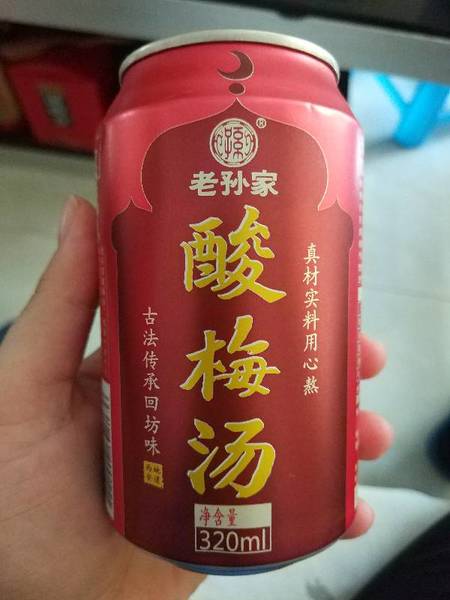 老孙家
酸梅汤
真材实料用心熬
古法传承回坊味
净含量
320ml